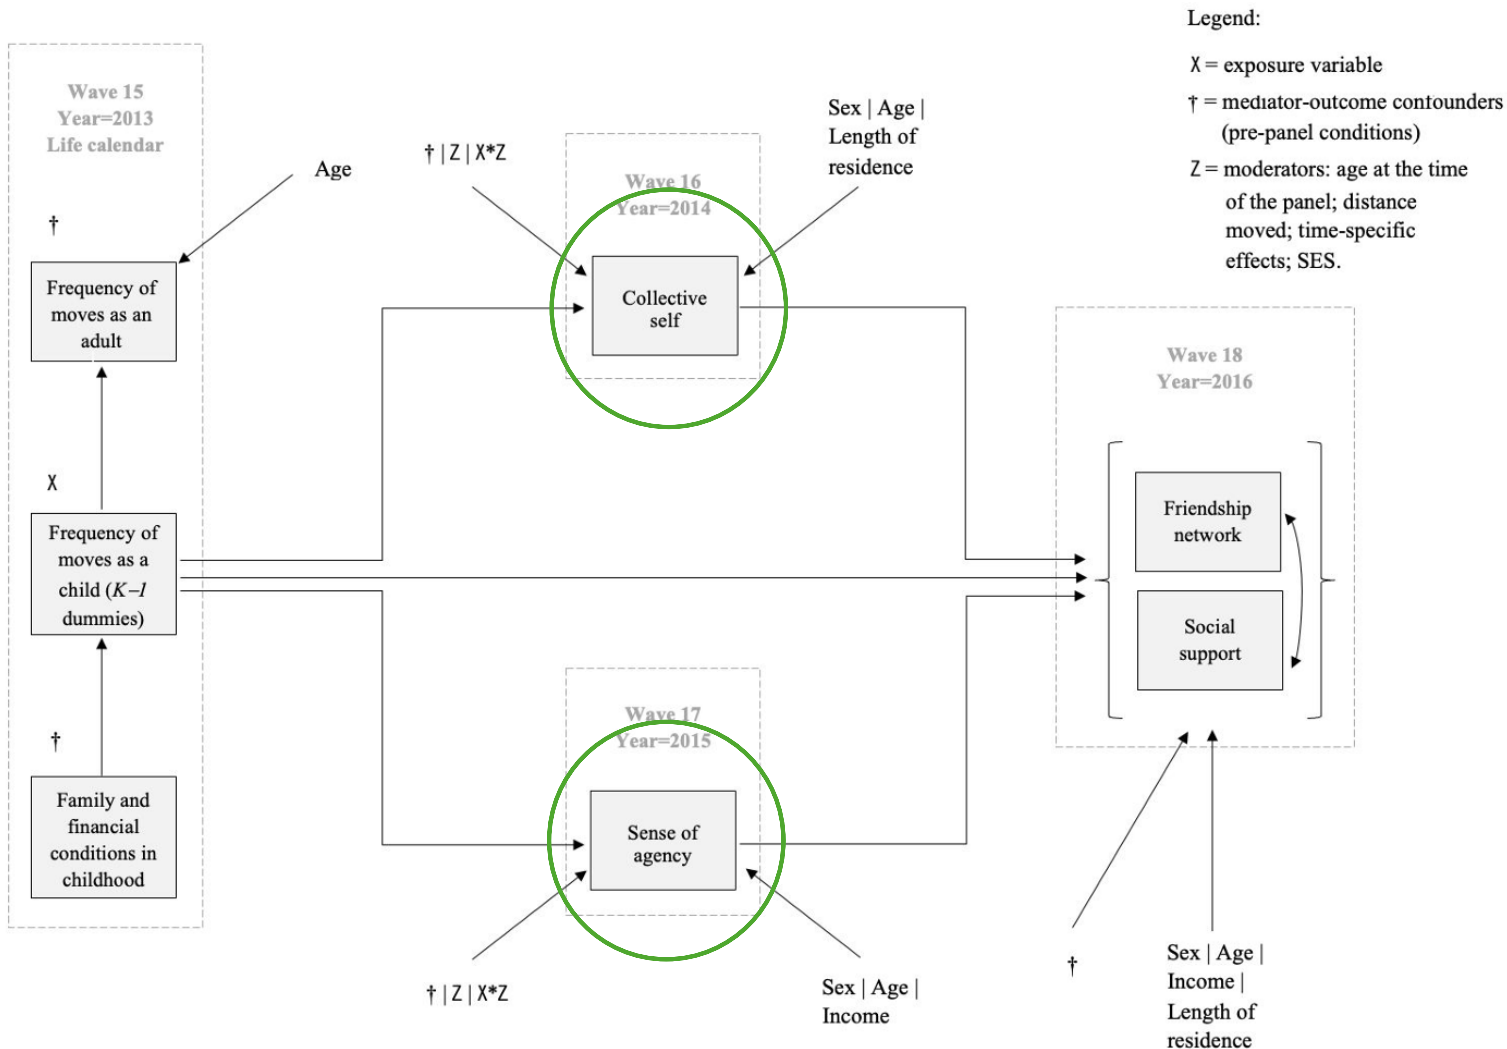 Legend:
X = exposure variable
† = mediator-outcome confounders
(pre-panel conditions)
Z = moderators: age at the time
of the panel; distance
moved; time-specific
effects; SES.
Wave 15
Year=2013
Life calendar
†
Age
Frequency of
moves as an
adult
X
Frequency of
moves as a
child (K–1
dummies)
†
Family and
financial
conditions in
childhood
† | Z | X*Z
Sex | Age |
Length of
residence
Wave 16
Year=2014
Collective
self
Wave 17
Year=2015
Sense of
agency
† | Z | X*Z
Sex | Age |
Income
Wave 18
Year=2016
Friendship
network
Social
support
†
Sex | Age |
Income |
Length of
residence